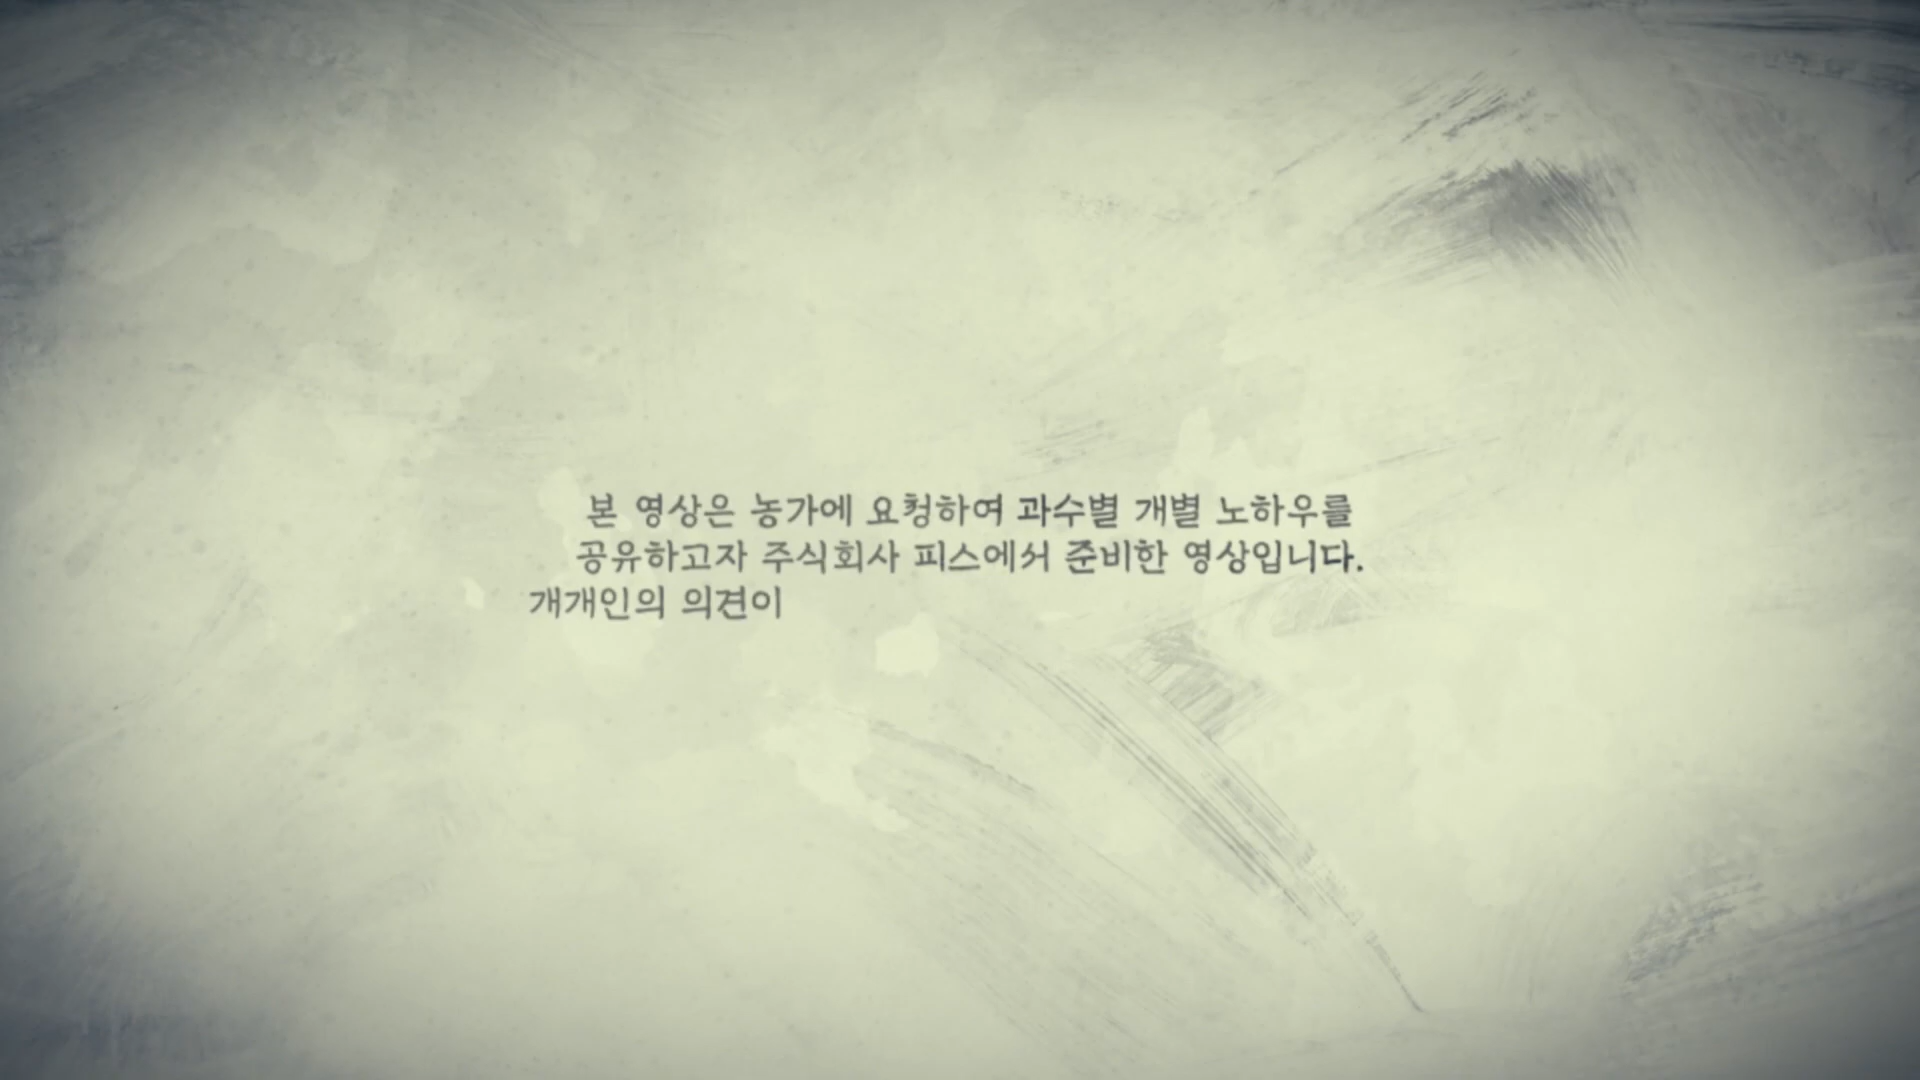 본 영상은 농가에 요청하여 과수별 개별 노하우를
공유하고자 주식회사 피스에서 준비한 영상입니다.
개개인의 의견이